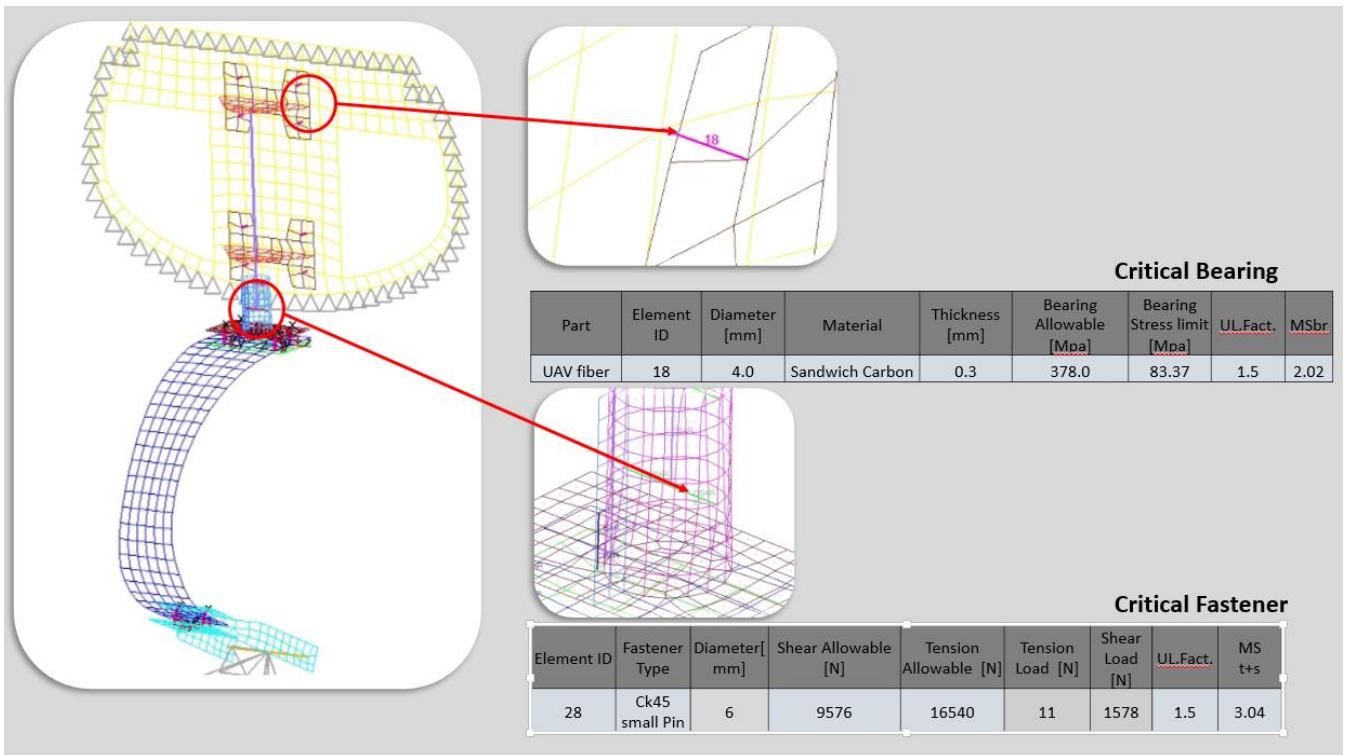 18
Critical Bearing
Part
Element
ID
Diameter
[mm]
Material
Thickness
[mm]
Bearing
Allowable
[Mpa]
Bearing
Stress limit
[Mpa]
UL.Fact.
MSbr
UAV fiber
18
4.0
Sandwich Carbon
0.3
378.0
83.37
1.5
2.02
Critical Fastener
Element ID
Fastener
Type
Diameter[
mm]
Shear Allowable
[N]
Tension
Allowable [N]
Tension
Load [N]
Shear
Load
[N]
UL.Fact.
MS
t+s
28
Ck45
small Pin
6
9576
16540
11
1578
1.5
3.04